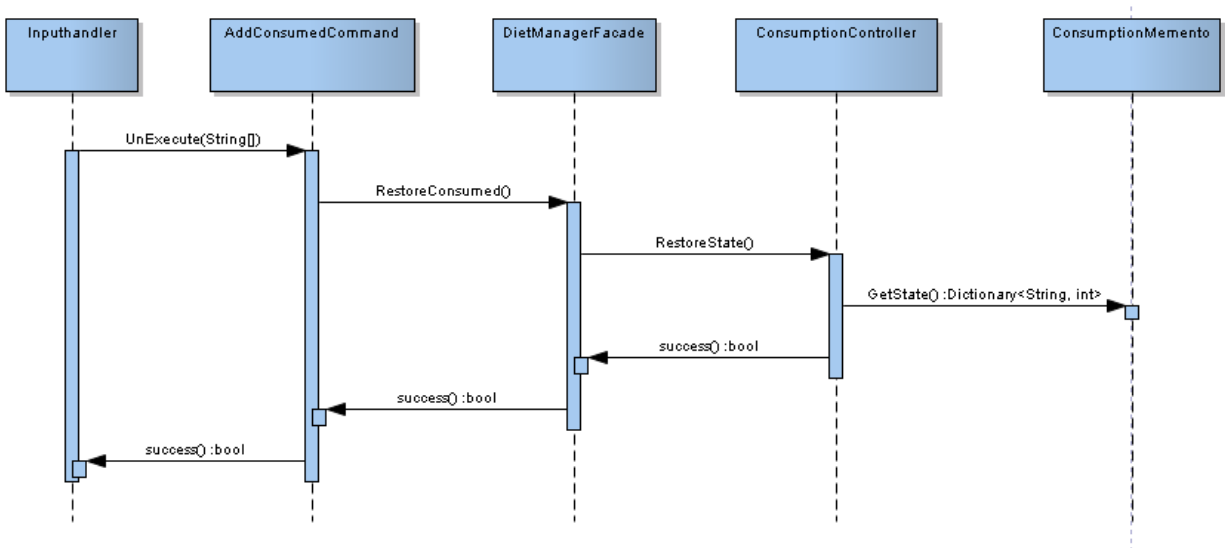 Inputhandler
AddConsumedCommand
DietManagerFacade
ConsumptionController
ConsumptionMemento
UnExecute(String[])
RestoreConsumed()
RestoreState()
GetState() :Dictionary<String, int>
success() :bool
success() :bool
success() :bool